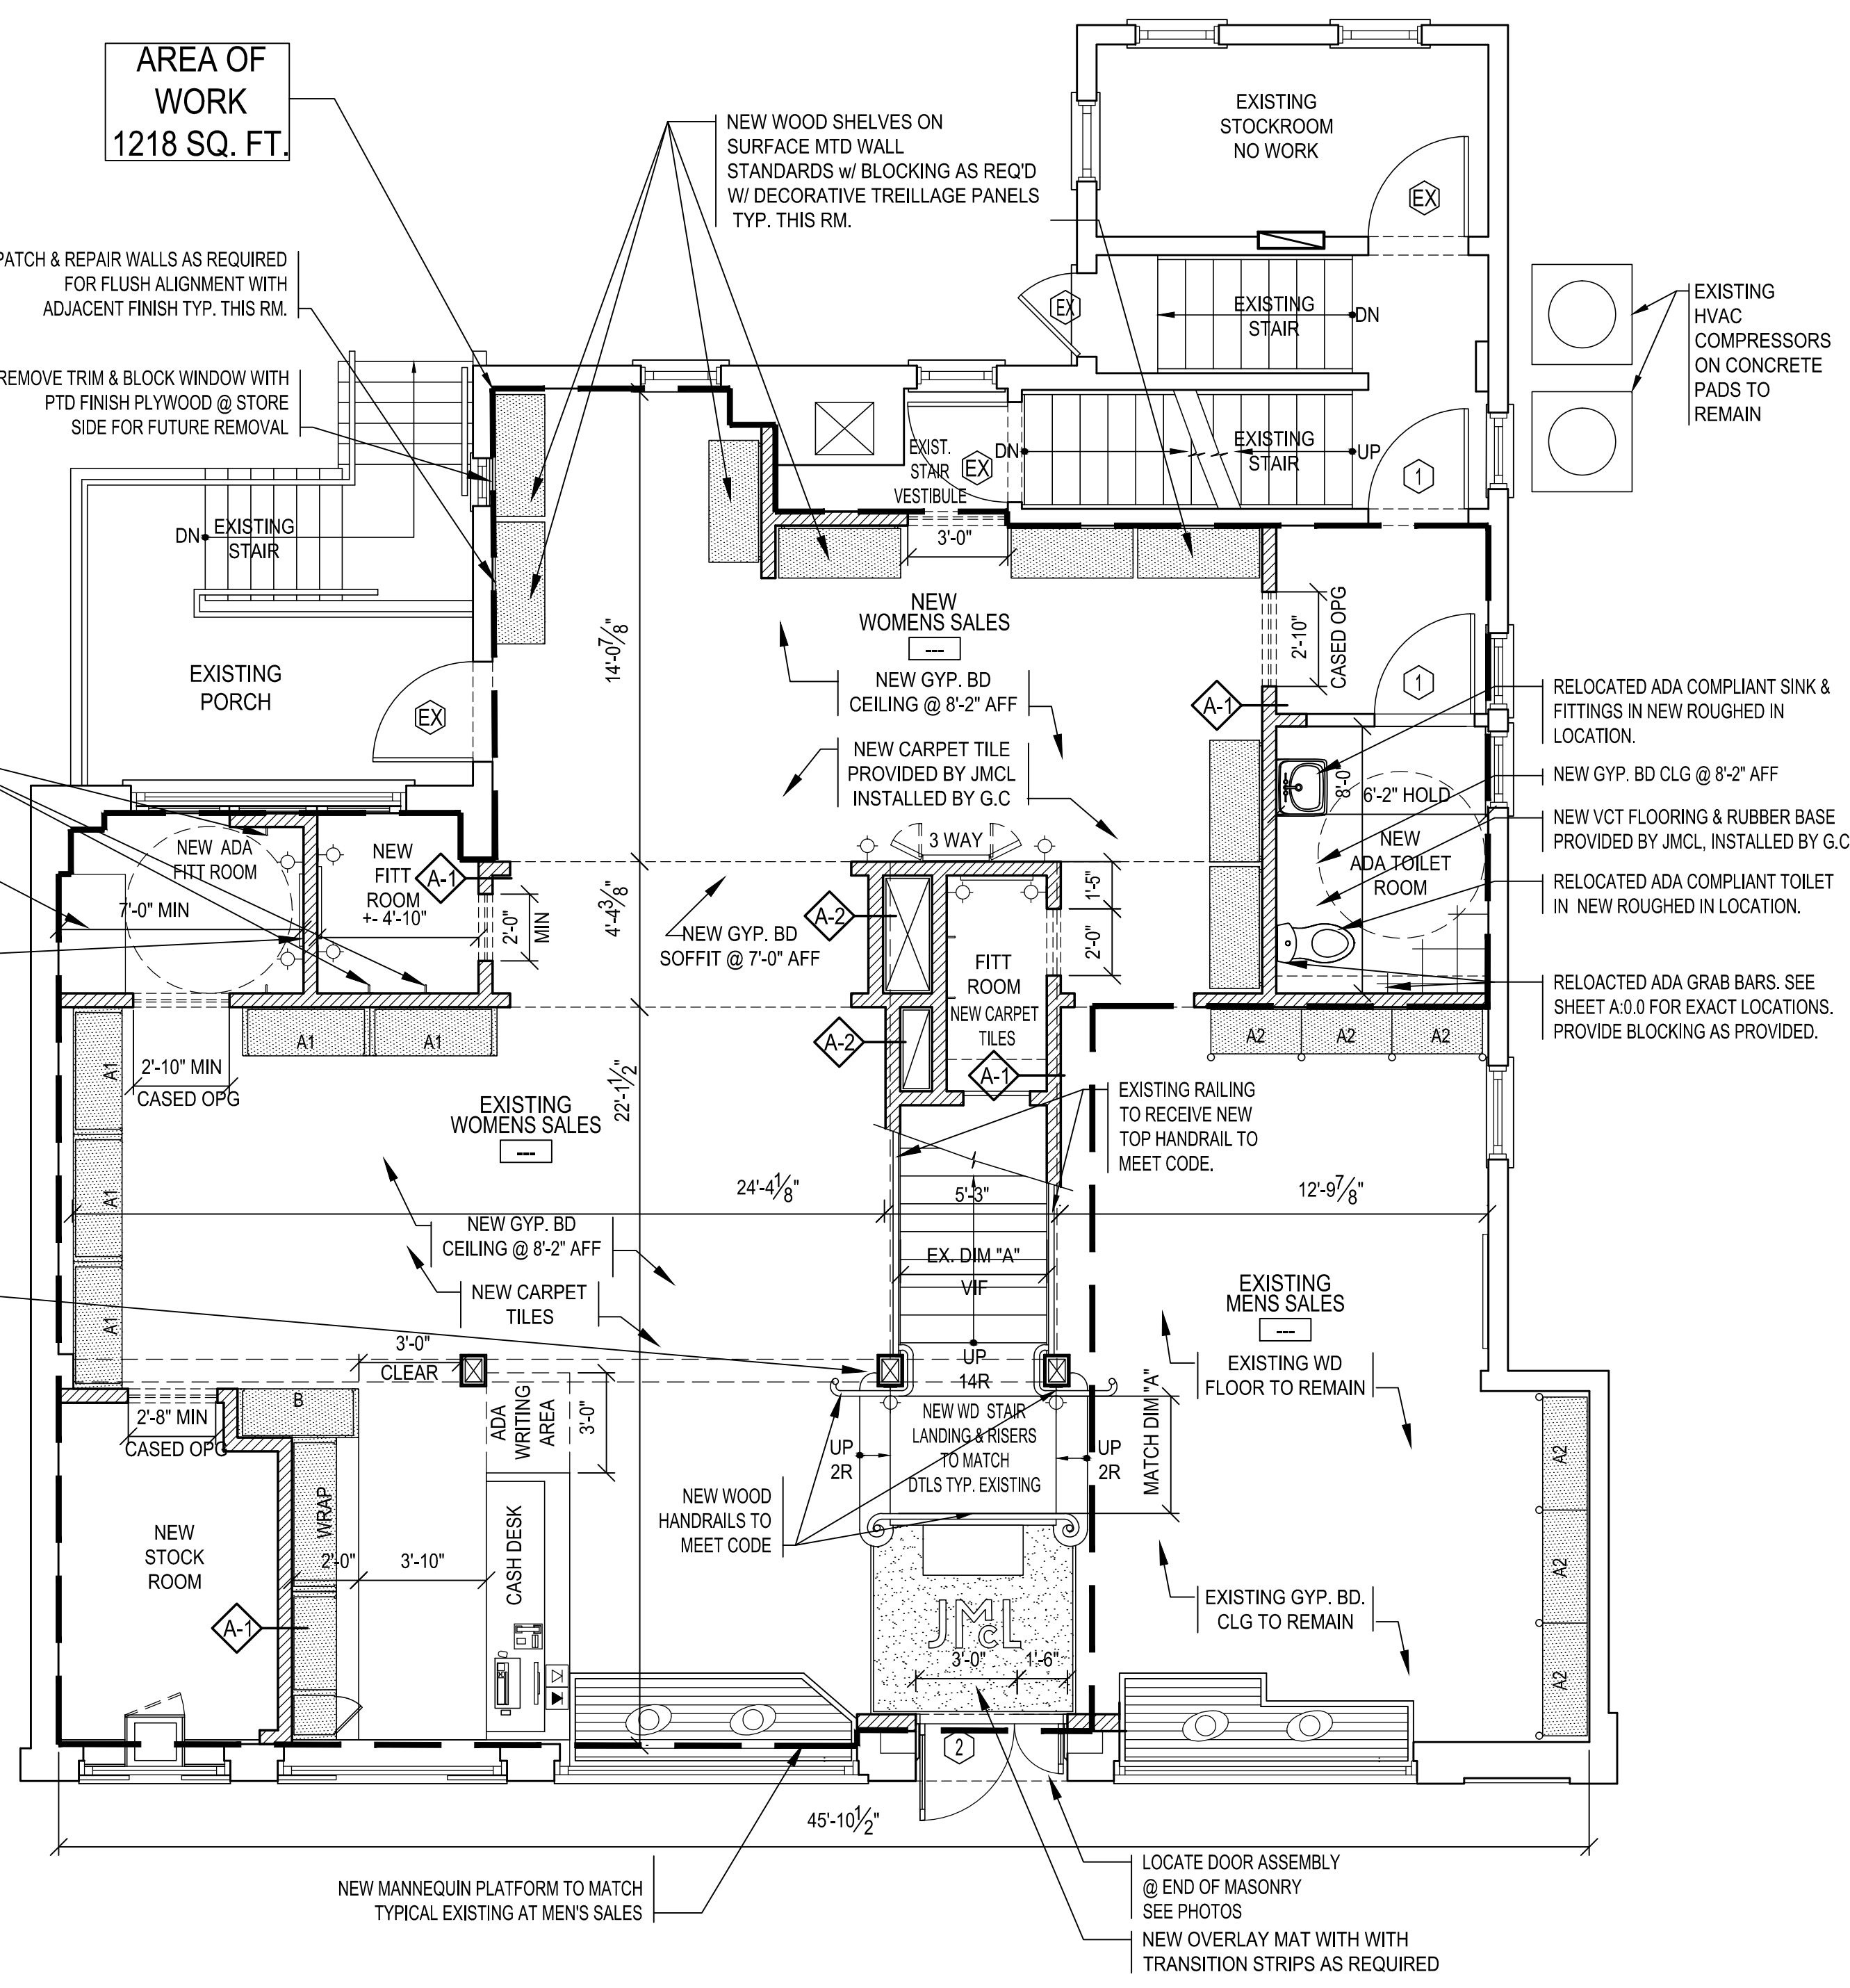 AREA OF
WORK
1218 SQ. FT.
NEW WOOD SHELVES ON
SURFACE MTD WALL
STANDARDS w/ BLOCKING AS REQ'D
W/ DECORATIVE TREILLAGE PANELS
TYP. THIS RM.
EXISTING
STOCKROOM
NO WORK
EX
PATCH & REPAIR WALLS AS REQUIRED
FOR FLUSH ALIGNMENT WITH
ADJACENT FINISH TYP. THIS RM.
EX
EXISTING
STAIR
DN
EXISTING
HVAC
COMPRESSORS
ON CONCRETE
PADS TO
REMAIN
REMOVE TRIM & BLOCK WINDOW WITH
PTD FINISH PLYWOOD @ STORE
SIDE FOR FUTURE REMOVAL
EXIST.
STAIR
VESTIBULE
EX
DN
EXISTING
STAIR
UP
1
DN
EXISTING
STAIR
3'-0"
NEW
WOMENS SALES
---
14'-0 7/8"
2'-10"
CASED OPG
EXISTING
PORCH
EX
NEW GYP. BD
CEILING @ 8'-2" AFF
A-1
1
RELOCATED ADA COMPLIANT SINK &
FITTINGS IN NEW ROUGHED IN
LOCATION.
NEW CARPET TILE
PROVIDED BY JMCL
INSTALLED BY G.C
8'-0
6'-2" HOLD
NEW GYP. BD CLG @ 8'-2" AFF
NEW VCT FLOORING & RUBBER BASE
PROVIDED BY JMCL, INSTALLED BY G.C
3 WAY
NEW
ADA TOILET
ROOM
RELOCATED ADA COMPLIANT TOILET
IN NEW ROUGHED IN LOCATION.
NEW ADA
FITT ROOM
7'-0" MIN
NEW
FITT
ROOM
+- 4'-10"
A-1
2'-0"
MIN
4'-4 3/8"
NEW GYP. BD
SOFFIT @ 7'-0" AFF
A-2
1'-5"
2'-0"
FITT
ROOM
NEW CARPET
TILES
RELOACTED ADA GRAB BARS. SEE
SHEET A:0.0 FOR EXACT LOCATIONS.
PROVIDE BLOCKING AS PROVIDED.
A1
A1
A-2
A-1
A2
A2
A2
A1
2'-10" MIN
CASED OPG
22'-1 1/2"
EXISTING
WOMENS SALES
---
EXISTING RAILING
TO RECEIVE NEW
TOP HANDRAIL TO
MEET CODE.
A1
24'-4 1/8"
5'-3"
12'-9 7/8"
NEW GYP. BD
CEILING @ 8'-2" AFF
EX. DIM "A"
VIF
NEW CARPET
TILES
A1
EXISTING
MENS SALES
---
3'-0"
CLEAR
UP
14R
EXISTING WD
FLOOR TO REMAIN
2'-8" MIN
CASED OPG
B
ADA
WRITING
AREA
3'-0"
NEW WD STAIR
LANDING & RISERS
TO MATCH
DTLS TYP. EXISTING
UP
2R
UP
2R
MATCH DIM "A"
A2
NEW WOOD
HANDRAILS TO
MEET CODE
WRAP
NEW
STOCK
ROOM
2'-0"
3'-10"
CASH DESK
A2
A-1
EXISTING GYP. BD.
CLG TO REMAIN
JMcL
3'-0"
1'-6"
A2
2
45'-10 1/2"
NEW MANNEQUIN PLATFORM TO MATCH
TYPICAL EXISTING AT MEN'S SALES
LOCATE DOOR ASSEMBLY
@ END OF MASONRY
SEE PHOTOS
NEW OVERLAY MAT WITH WITH
TRANSITION STRIPS AS REQUIRED